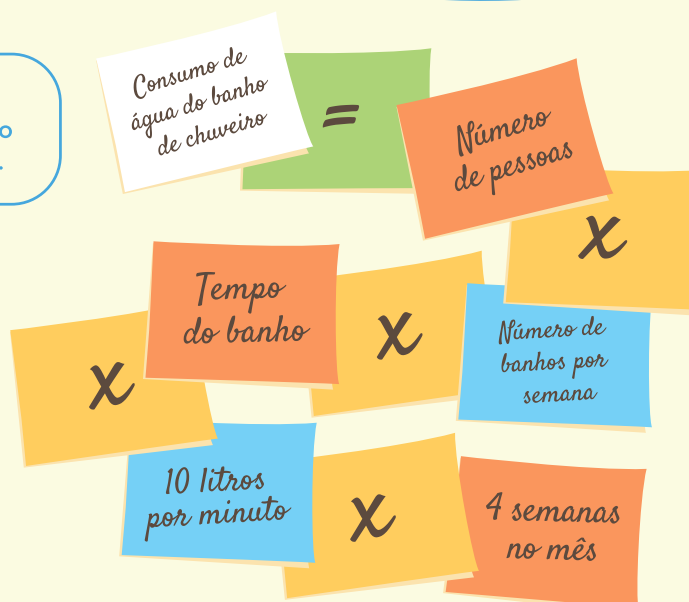 Consumo de
água do banho
de chuveiro
=
Número
de pessoas
x
Número de
banhos por
semana
x
Tempo
do banho
x
10 litros
por minuto
x
4 semanas
no mês